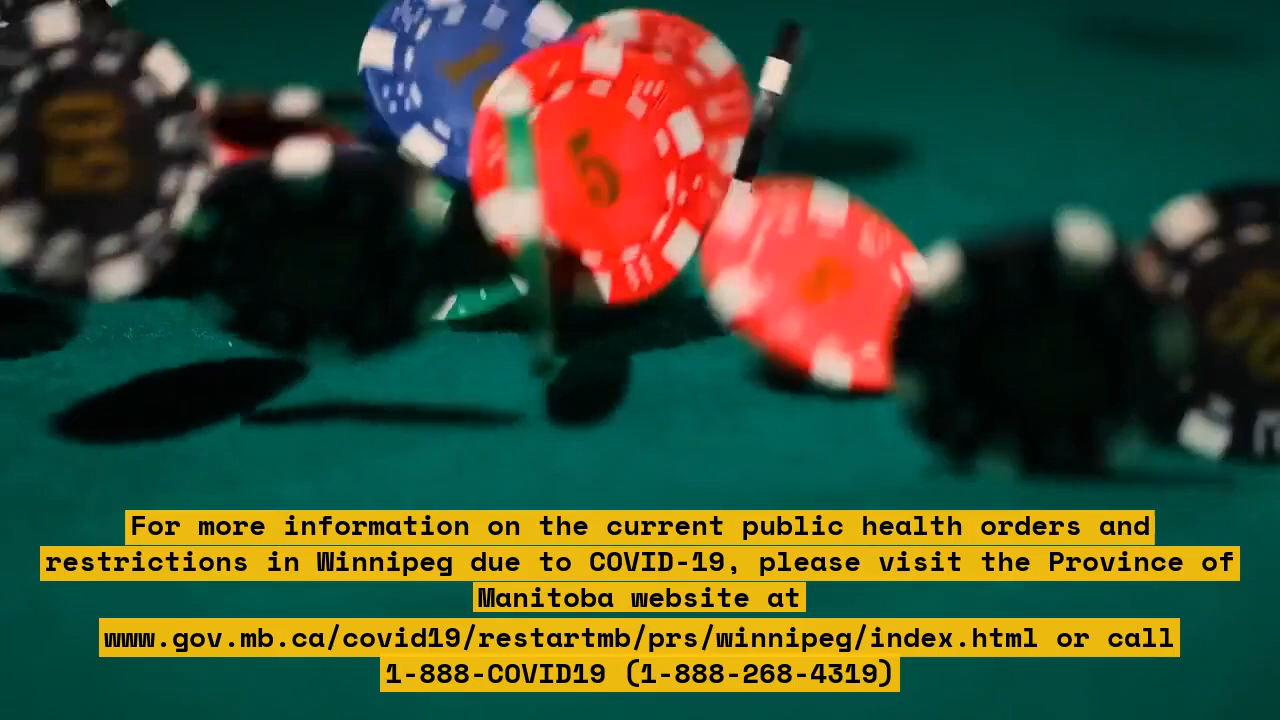 10
5
For more information on the current public health orders and
restrictions in Winnipeg due to COVID-19, please visit the Province of
Manitoba website at
www.gov.mb.ca/covid19/restartmb/prs/winnipeg/index.html or call
1-888-COVID19 (1-888-268-4319)